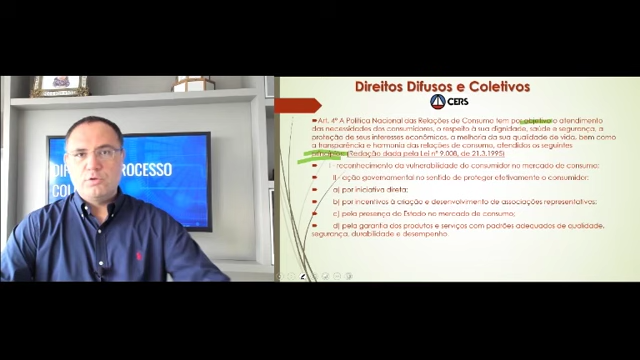 DI PROCESSO
COL
Direitos Difusos e Coletivos
CERS
Art. 4º A Política Nacional das Relações de Consumo tem por objetivo o atendimento
das necessidades dos consumidores, o respeito à sua dignidade, saúde e segurança, a
proteção de seus interesses econômicos, a melhoria da sua qualidade de vida, bem como
a transparência e harmonia das relações de consumo, atendidos os seguintes
princípios: (Redação dada pela Lei nº 9.008, de 21.3.1995)
I - reconhecimento da vulnerabilidade do consumidor no mercado de consumo;
II - ação governamental no sentido de proteger efetivamente o consumidor:
a) por iniciativa direta;
b) por incentivos à criação e desenvolvimento de associações representativas;
c) pela presença do Estado no mercado de consumo;
d) pela garantia dos produtos e serviços com padrões adequados de qualidade,
segurança, durabilidade e desempenho.